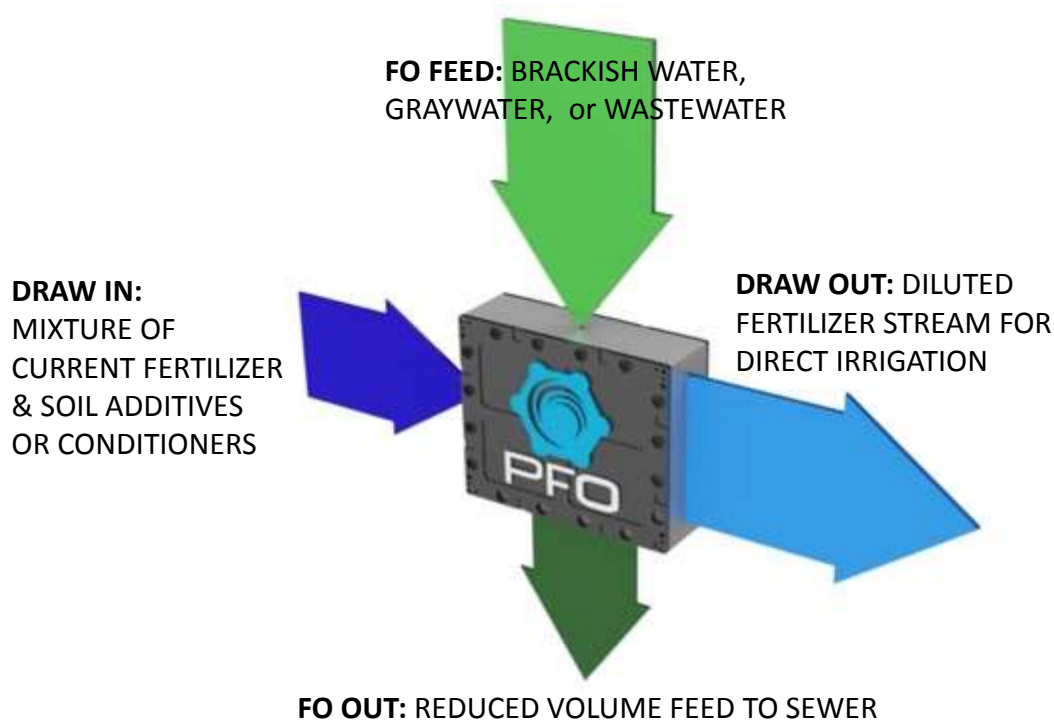 FO FEED: BRACKISH WATER,
GRAYWATER, or WASTEWATER
DRAW IN:
MIXTURE OF
CURRENT FERTILIZER
& SOIL ADDITIVES
OR CONDITIONERS
DRAW OUT: DILUTED
FERTILIZER STREAM FOR
DIRECT IRRIGATION
PFO
FO OUT: REDUCED VOLUME FEED TO SEWER